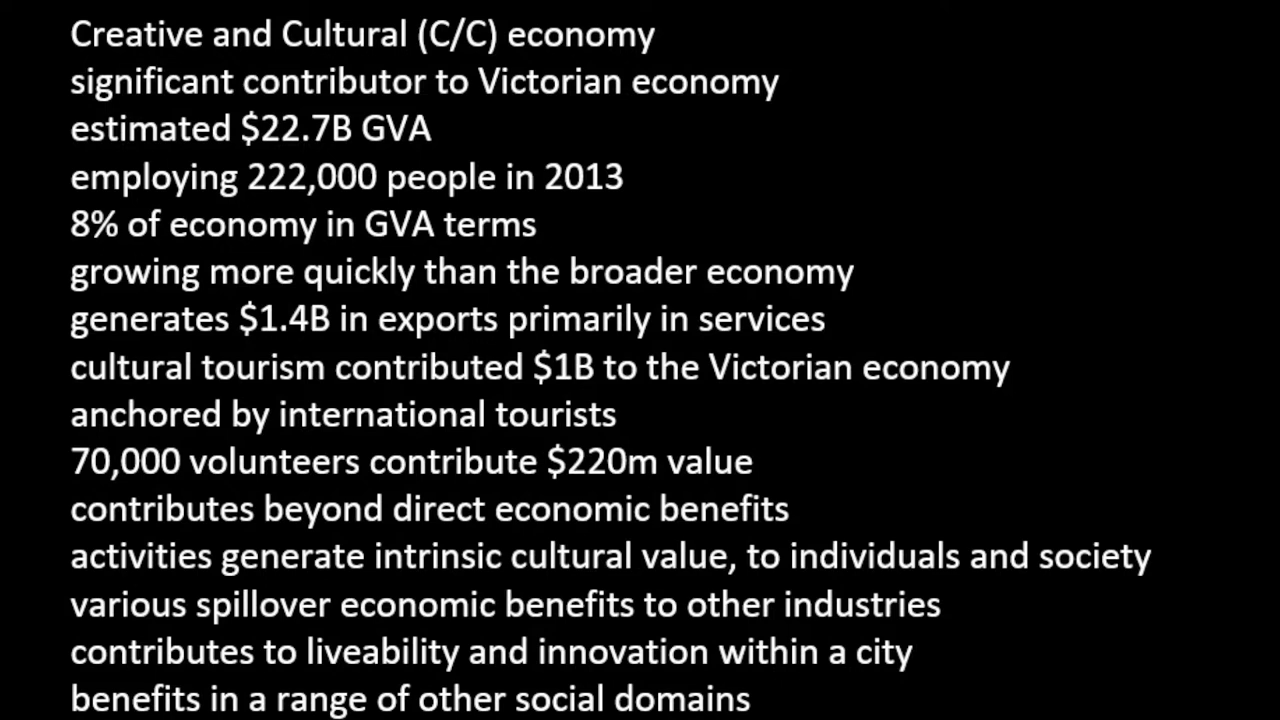 Creative and Cultural (C/C) economy
significant contributor to Victorian economy
estimated $22.7B GVA
employing 222,000 people in 2013
8% of economy in GVA terms
growing more quickly than the broader economy
generates $1.4B in exports primarily in services
cultural tourism contributed $1B to the Victorian economy
anchored by international tourists
70,000 volunteers contribute $220m value
contributes beyond direct economic benefits
activities generate intrinsic cultural value, to individuals and society
various spillover economic benefits to other industries
contributes to liveability and innovation within a city
benefits in a range of other social domains